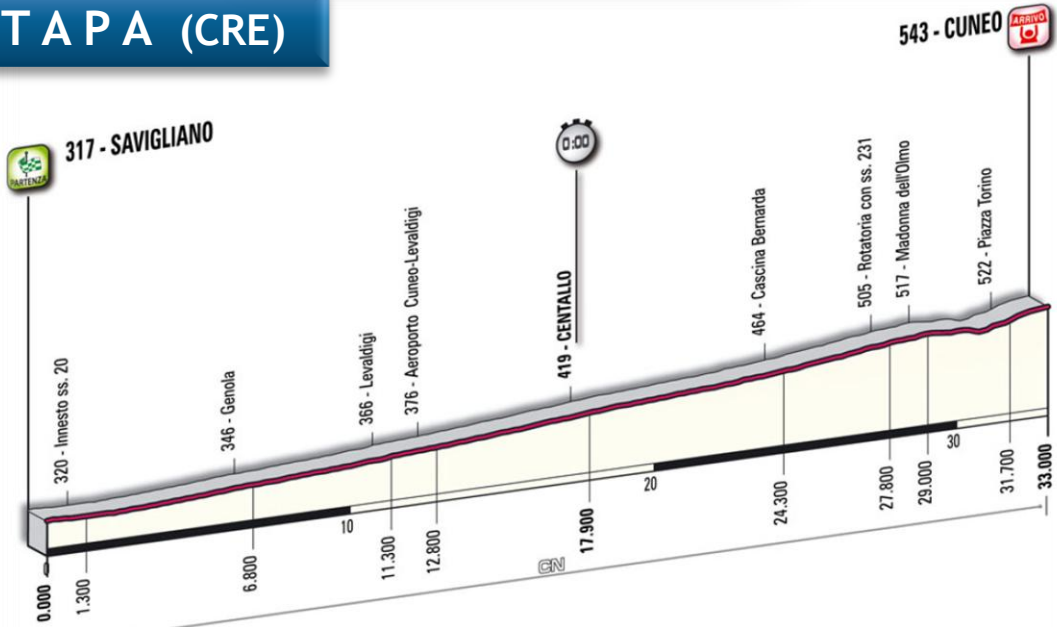 T A P A (CRE)
543 - CUNEO
ARRIVO
317 - SAVIGLIANO
PARTENZA
0:00
320 - Innesto ss. 20
346 - Genola
366 - Levaldigi
376 - Aeroporto Cuneo-Levaldigi
419 - CENTALLO
464 - Cascina Bernarda
505 - Rotatoria con ss. 231
517 - Madonna dell'Olmo
522 - Piazza Torino
0
10
20
30
0.000
1.300
6.800
11.300
12.800
17.900
24.300
27.800
29.000
31.700
33.000
CN